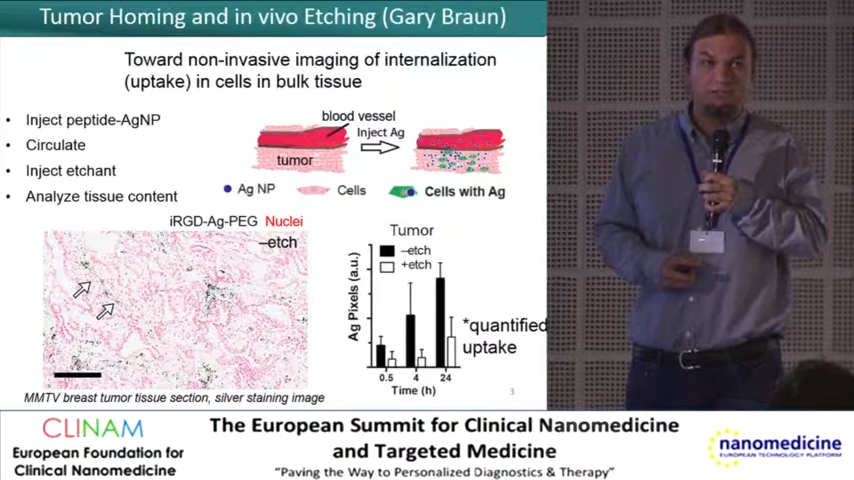 Tumor Homing and in vivo Etching (Gary Braun)
Toward non-invasive imaging of internalization
(uptake) in cells in bulk tissue
• Inject peptide-AgNP
• Circulate
• Inject etchant
• Analyze tissue content
blood vessel
Inject Ag
tumor
Ag NP
Cells
Cells with Ag
iRGD-Ag-PEG Nuclei
–etch
Tumor
–etch
+etch
Ag Pixels (a.u.)
0.5 4 24
Time (h)
*quantified
uptake
MMTV breast tumor tissue section, silver staining image
3
CLINAM
European Foundation for
Clinical Nanomedicine
The European Summit for Clinical Nanomedicine
and Targeted Medicine
"Paving the Way to Personalized Diagnostics & Therapy"
nanomedicine
EUROPEAN TECHNOLOGY PLATFORM